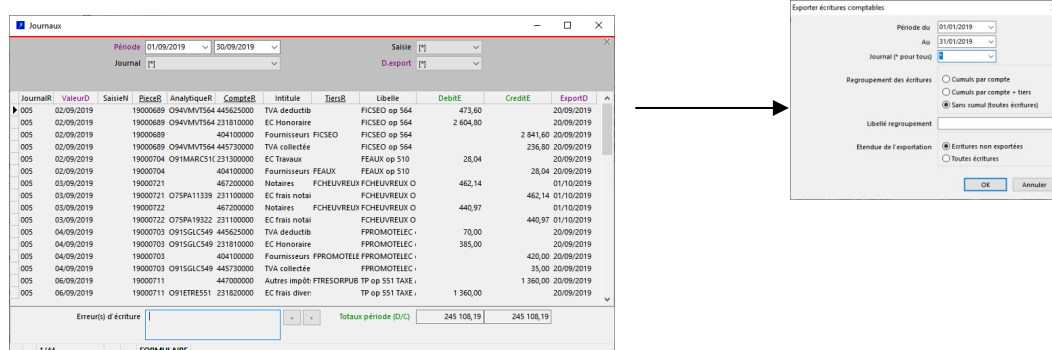 Journaux
Période 01/09/2019 30/09/2019 Saisie [*]
Journal [*] D.export [*]
JournalR ValeurD SaisieN PieceR AnalytiqueR CompteR Intitule TiersR Libelle DebitE CreditE ExportD
005 02/09/2019 19000689 O94VMVT564 445625000 TVA deductib FICSEO op 564 473,60 20/09/2019
005 02/09/2019 19000689 O94VMVT564 231810000 EC Honoraire FICSEO op 564 2 604,80 20/09/2019
005 02/09/2019 19000689 404100000 Fournisseurs FICSEO FICSEO op 564 2 841,60 20/09/2019
005 02/09/2019 19000689 O94VMVT564 445730000 TVA collectée FICSEO op 564 236,80 20/09/2019
005 02/09/2019 19000704 O91MARC51C 231300000 EC Travaux FEAUX op 510 28,04 20/09/2019
005 02/09/2019 19000704 404100000 Fournisseurs FEAUX FEAUX op 510 28,04 20/09/2019
005 03/09/2019 19000721 467200000 Notaires FCHEUVREUX FCHEUVREUX O 462,14 01/10/2019
005 03/09/2019 19000721 O75PA11339 231100000 EC frais notai FCHEUVREUX O 462,14 01/10/2019
005 03/09/2019 19000722 467200000 Notaires FCHEUVREUX FCHEUVREUX O 440,97 01/10/2019
005 03/09/2019 19000722 O75PA19322 231100000 EC frais notai FCHEUVREUX O 440,97 01/10/2019
005 04/09/2019 19000703 O91SGLC549 445625000 TVA deductib FPROMOTELEC 70,00 20/09/2019
005 04/09/2019 19000703 O91SGLC549 231810000 EC Honoraire FPROMOTELEC 385,00 20/09/2019
005 04/09/2019 19000703 404100000 Fournisseurs FPROMOTELE FPROMOTELEC 420,00 20/09/2019
005 04/09/2019 19000703 O91SGLC549 445730000 TVA collectée FPROMOTELEC 35,00 20/09/2019
005 06/09/2019 19000711 447000000 Autres impôt: FTRESORPUB TP op 551 TAXE 1 360,00 20/09/2019
005 06/09/2019 19000711 O91ETRE551 231820000 EC frais diver: TP op 551 TAXE 1 360,00 20/09/2019
Erreur(s) d'écriture Totaux période (D/C) 245 108,19 245 108,19
1/44 FORMULAIRE
Exporter écritures comptables
Période du 01/01/2019
Au 31/01/2019
Journal (* pour tous) *
Regroupement des écritures Cumuls par compte
Cumuls par compte + tiers
Sans cumul (toutes écritures)
Libellé regroupement
Etendue de l'exportation Ecritures non exportées
Toutes écritures
OK Annuler